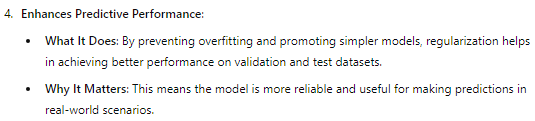 4. Enhances Predictive Performance:
• What It Does: By preventing overfitting and promoting simpler models, regularization helps
in achieving better performance on validation and test datasets.
• Why It Matters: This means the model is more reliable and useful for making predictions in
real-world scenarios.